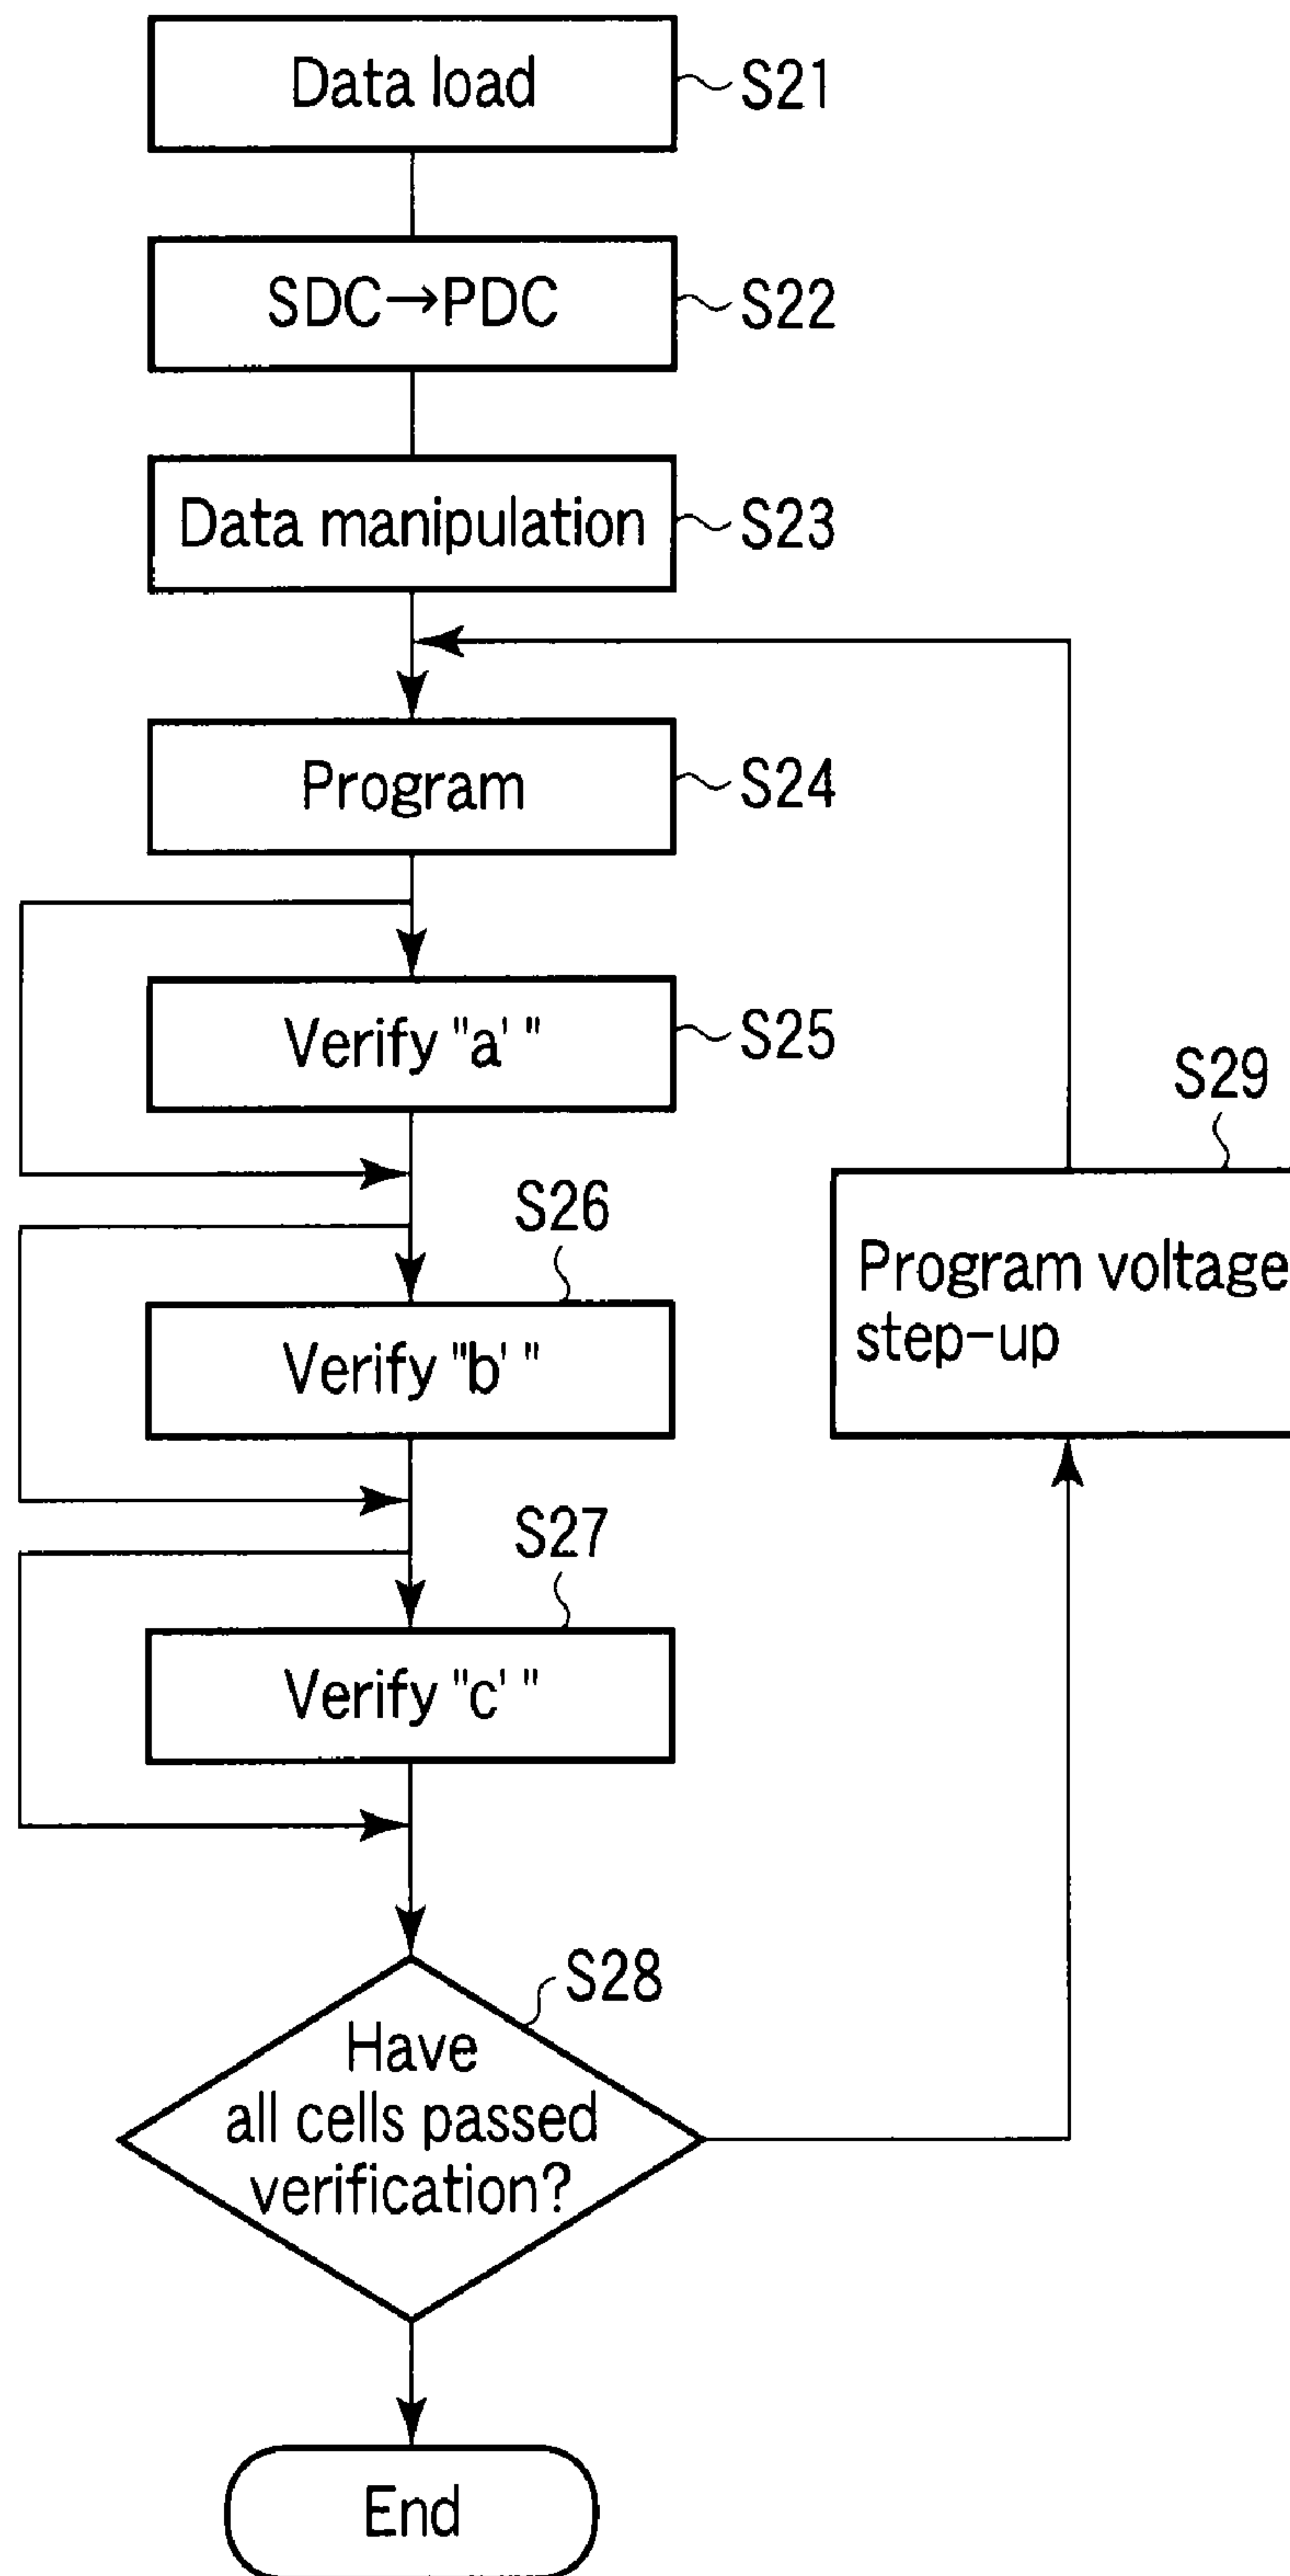 Data load
S21
SDC→PDC
S22
Data manipulation
S23
Program
S24
Verify "a' "
S25
S26
Verify "b' "
S27
Verify "c' "
S28
Have
all cells passed
verification?
S29
Program voltage
step-up
End